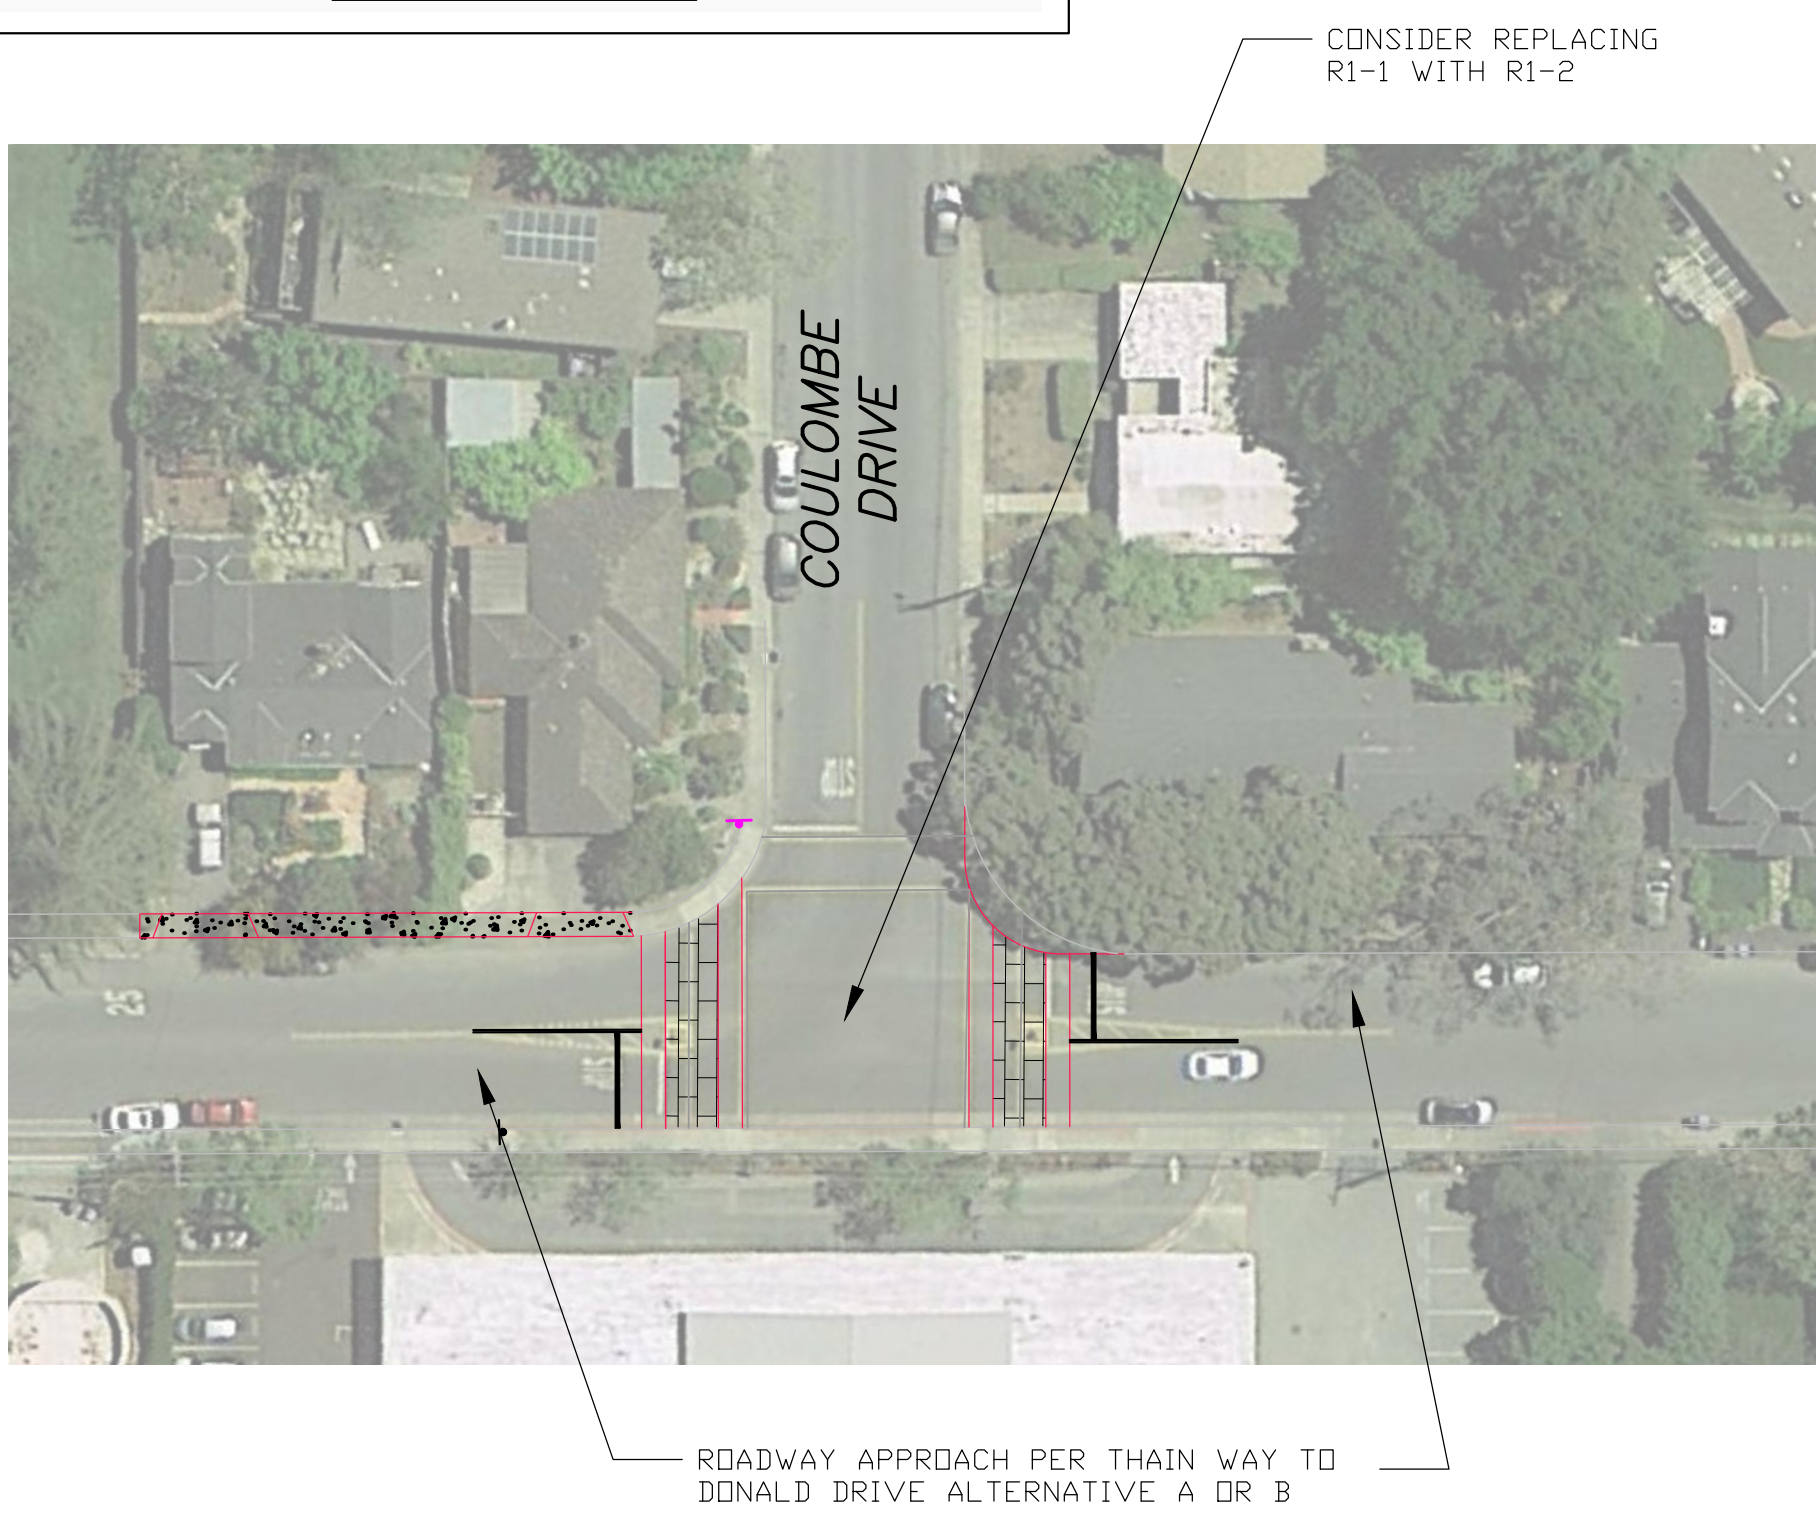 CONSIDER REPLACING
R1-1 WITH R1-2
COULOMBE
DRIVE
25
ROADWAY APPROACH PER THAIN WAY TO
DONALD DRIVE ALTERNATIVE A OR B